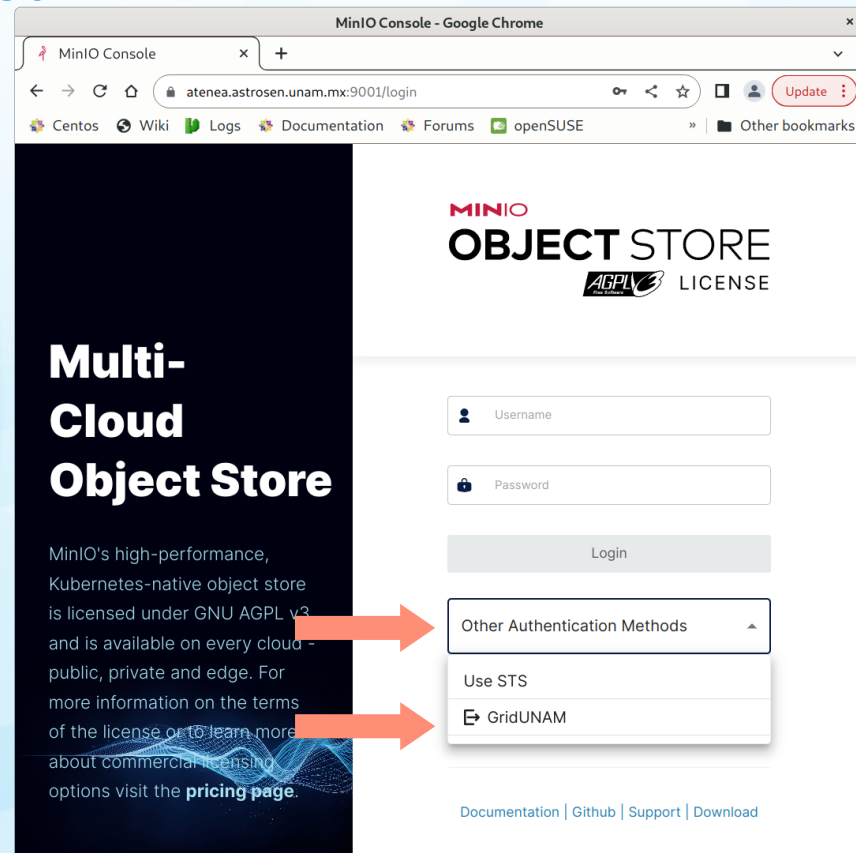 MinIO Console - Google Chrome
MinIO Console
atenea.astrosen.unam.mx:9001/login
Update
Centos Wiki Logs Documentation Forums openSUSE » Other bookmarks
MINIO
OBJECT STORE
AGPL v3 LICENSE
Free Software
Multi-
Cloud
Object Store
MinIO's high-performance,
Kubernetes-native object store
is licensed under GNU AGPL v3
and is available on every cloud -
public, private and edge. For
more information on the terms
of the license or to learn more
about commercial licensing
options visit the pricing page.
Username
Password
Login
Other Authentication Methods
Use STS
GridUNAM
Documentation | Github | Support | Download